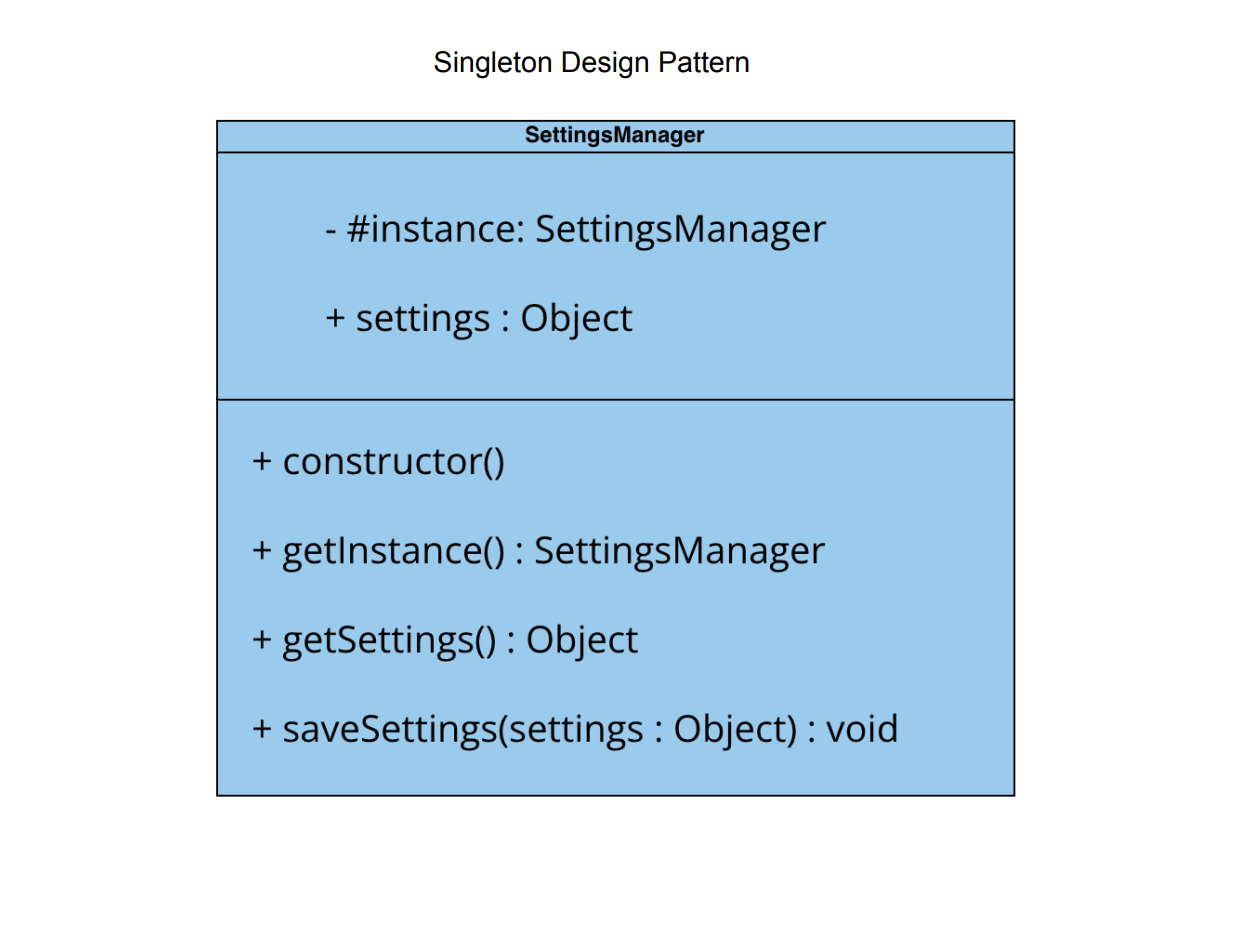 Singleton Design Pattern
SettingsManager
- #instance: SettingsManager
+ settings : Object
+ constructor()
+ getInstance() : SettingsManager
+ getSettings() : Object
+ saveSettings(settings : Object) : void